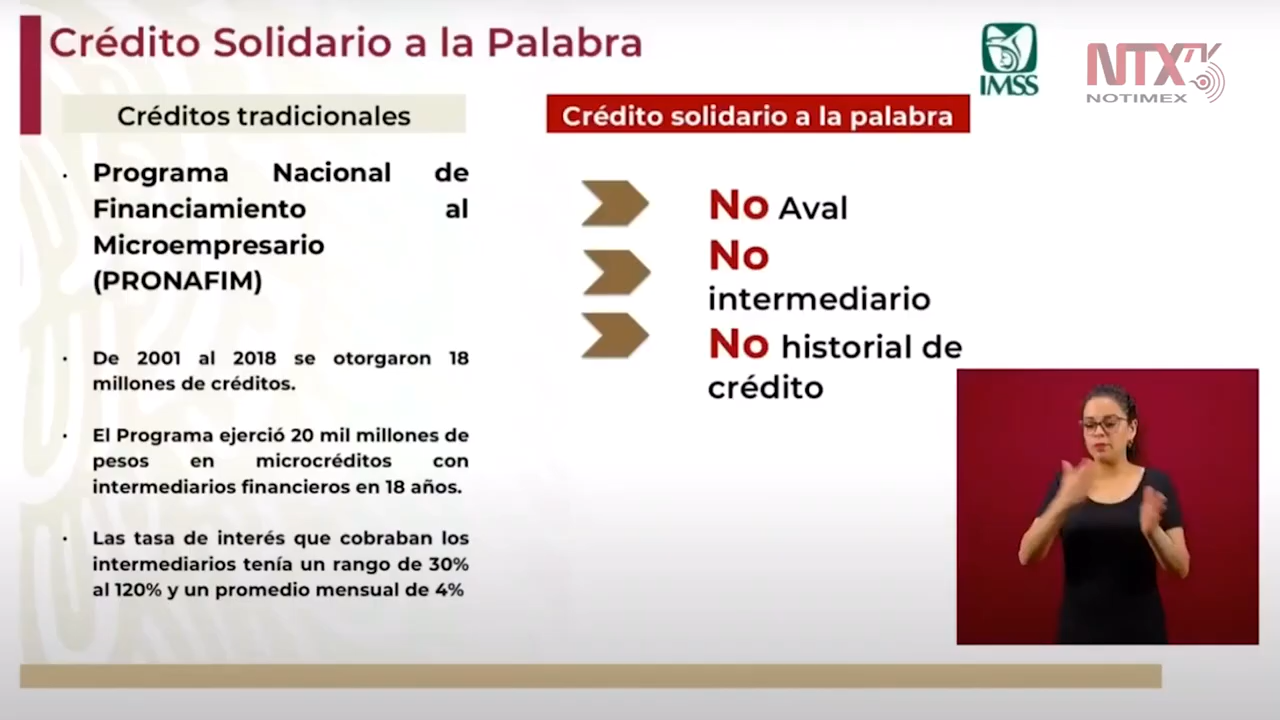 Crédito Solidario a la Palabra
IMSS
NTX
NOTIMEX
Créditos tradicionales
Programa Nacional de
Financiamiento al
Microempresario
(PRONAFIM)
De 2001 al 2018 se otorgaron 18
millones de créditos.
El Programa ejerció 20 mil millones de
pesos en microcréditos con
intermediarios financieros en 18 años.
Las tasa de interés que cobraban los
intermediarios tenía un rango de 30%
al 120% y un promedio mensual de 4%
Crédito solidario a la palabra
No Aval
No
intermediario
No historial de
crédito